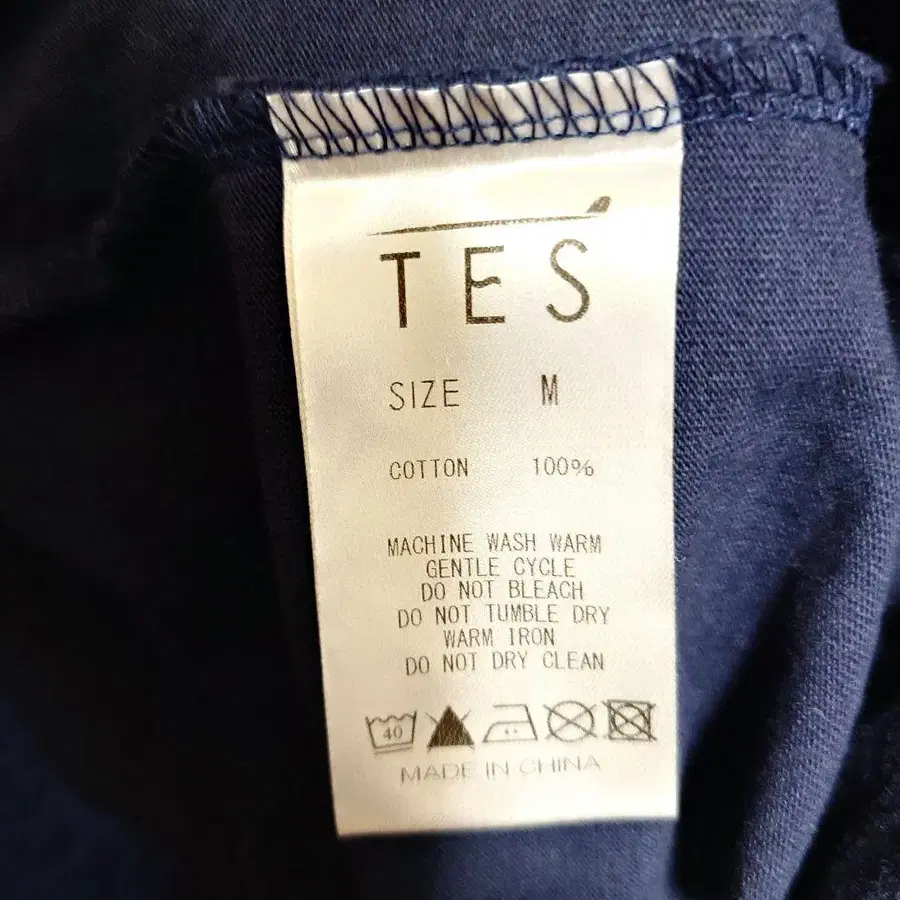 TES
SIZE M
COTTON 100%
MACHINE WASH WARM
GENTLE CYCLE
DO NOT BLEACH
DO NOT TUMBLE DRY
WARM IRON
DO NOT DRY CLEAN
40
MADE IN CHINA